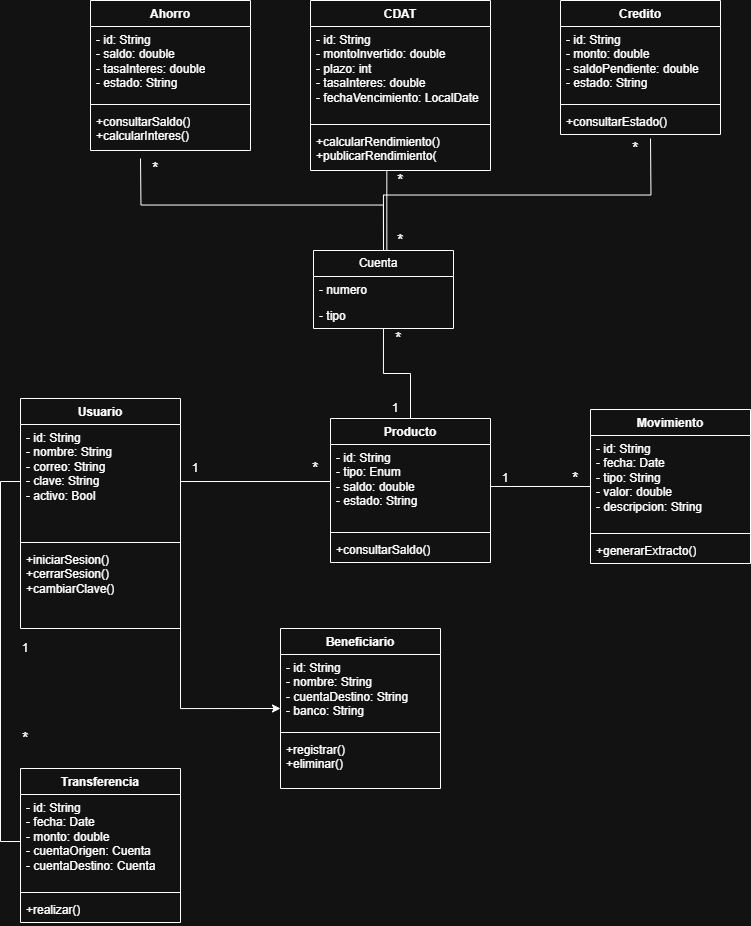 Ahorro
- id: String
- saldo: double
- tasaInteres: double
- estado: String
+consultarSaldo()
+calcularInteres()
*
CDAT
- id: String
- montoInvertido: double
- plazo: int
- tasaInteres: double
- fechaVencimiento: LocalDate
+calcularRendimiento()
+publicarRendimiento(
*
Credito
- id: String
- monto: double
- saldoPendiente: double
- estado: String
+consultarEstado()
*
*
Cuenta
- numero
- tipo
*
1
Usuario
- id: String
- nombre: String
- correo: String
- clave: String
- activo: Bool
+iniciarSesion()
+cerrarSesion()
+cambiarClave()
1
*
Producto
- id: String
- tipo: Enum
- saldo: double
- estado: String
+consultarSaldo()
1
*
Movimiento
- id: String
- fecha: Date
- tipo: String
- valor: double
- descripcion: String
+generarExtracto()
1
*
Beneficiario
- id: String
- nombre: String
- cuentaDestino: String
- banco: String
+registrar()
+eliminar()
Transferencia
- id: String
- fecha: Date
- monto: double
- cuentaOrigen: Cuenta
- cuentaDestino: Cuenta
+realizar()